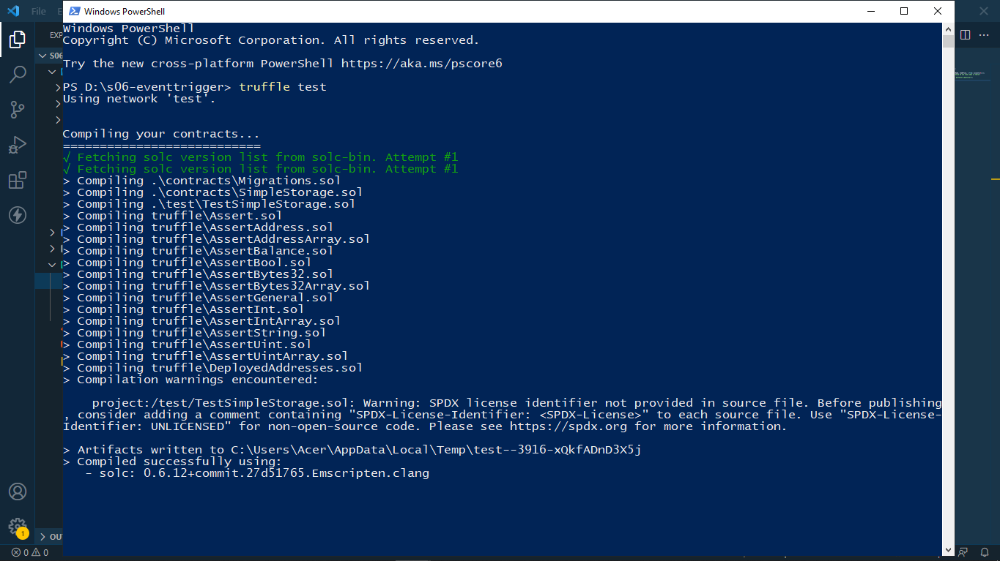 File
Windows PowerShell
Windows PowerShell
Copyright (C) Microsoft Corporation. All rights reserved.
Try the new cross-platform PowerShell https://aka.ms/pscore6
PS D:\s06-eventtrigger> truffle test
Using network 'test'.
Compiling your contracts...
===========================
√ Fetching solc version list from solc-bin. Attempt #1
√ Fetching solc version list from solc-bin. Attempt #1
> Compiling .\contracts\Migrations.sol
> Compiling .\contracts\SimpleStorage.sol
> Compiling .\test\TestSimpleStorage.sol
> Compiling truffle\Assert.sol
> Compiling truffle\AssertAddress.sol
> Compiling truffle\AssertAddressArray.sol
> Compiling truffle\AssertBalance.sol
> Compiling truffle\AssertBool.sol
> Compiling truffle\AssertBytes32.sol
> Compiling truffle\AssertBytes32Array.sol
> Compiling truffle\AssertGeneral.sol
> Compiling truffle\AssertInt.sol
> Compiling truffle\AssertIntArray.sol
> Compiling truffle\AssertString.sol
> Compiling truffle\AssertUint.sol
> Compiling truffle\AssertUintArray.sol
> Compiling truffle\DeployedAddresses.sol
> Compilation warnings encountered:
project:/test/TestSimpleStorage.sol: Warning: SPDX license identifier not provided in source file. Before publishing
, consider adding a comment containing "SPDX-License-Identifier: <SPDX-License>" to each source file. Use "SPDX-License-
Identifier: UNLICENSED" for non-open-source code. Please see https://spdx.org for more information.
> Artifacts written to C:\Users\Acer\AppData\Local\Temp\test--3916-xQkfADnD3X5j
> Compiled successfully using:
- solc: 0.6.12+commit.27d51765.Emscripten.clang
EXP
S06
OU
1
0 0